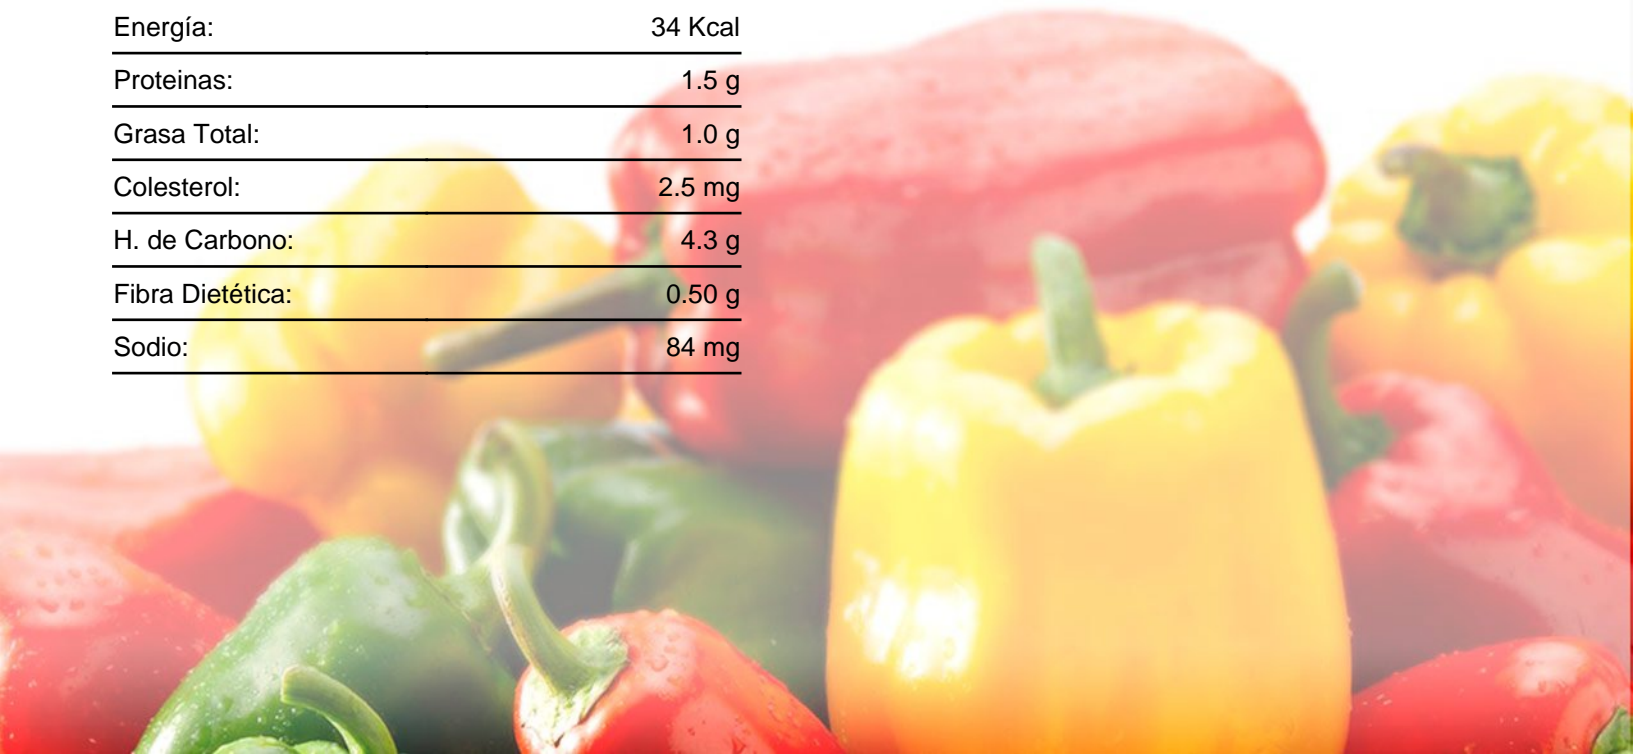 Energía: 34 Kcal
Proteinas: 1.5 g
Grasa Total: 1.0 g
Colesterol: 2.5 mg
H. de Carbono: 4.3 g
Fibra Dietética: 0.50 g
Sodio: 84 mg